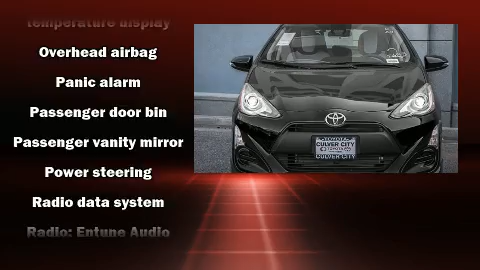 temperature display
Overhead airbag
Panic alarm
Passenger door bin
Passenger vanity mirror
Power steering
Radio data system
Radio: Entune Audio
TOYOTA
CULVER CITY
TOYOTA
CULVER CITY